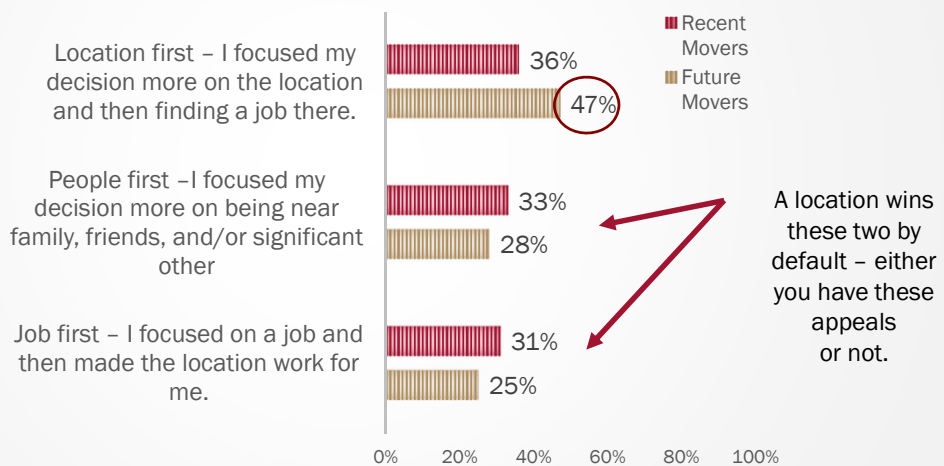 Recent
Movers
Future
Movers
Location first – I focused my
decision more on the location
and then finding a job there.
36%
47%
People first –I focused my
decision more on being near
family, friends, and/or significant
other
33%
28%
A location wins
these two by
default – either
you have these
appeals
or not.
Job first – I focused on a job and
then made the location work for
me.
31%
25%
0% 20% 40% 60% 80% 100%